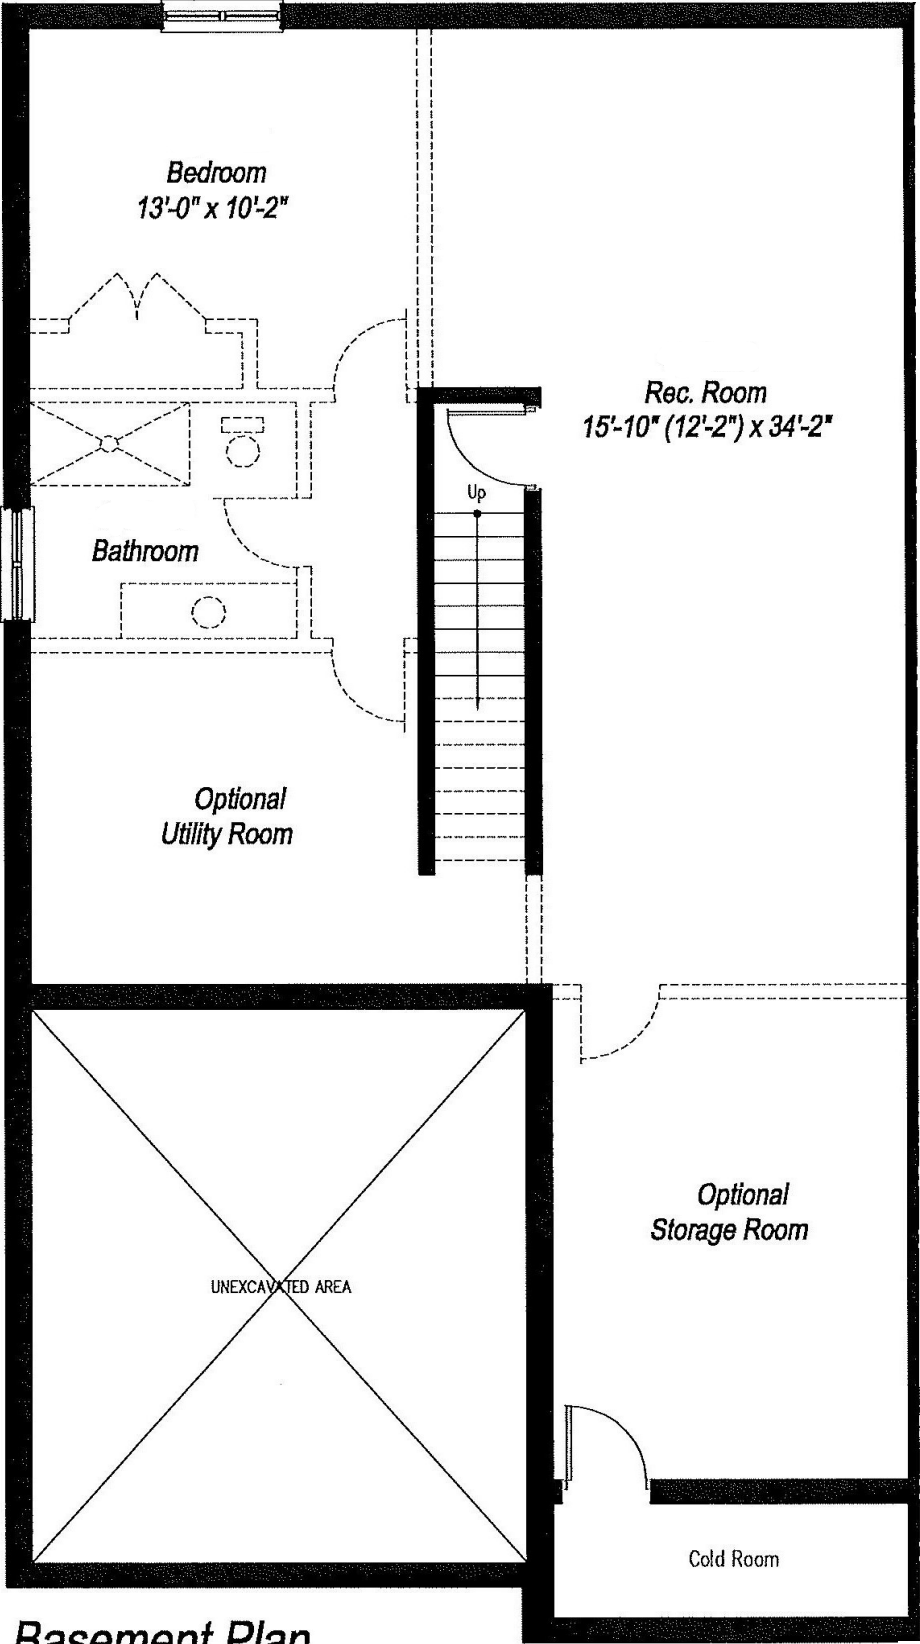 Bedroom
13'-0" x 10'-2"
Rec. Room
15'-10" (12'-2") x 34'-2"
Up
Bathroom
Optional
Utility Room
Optional
Storage Room
UNEXCAVATED AREA
Cold Room
Basement Plan